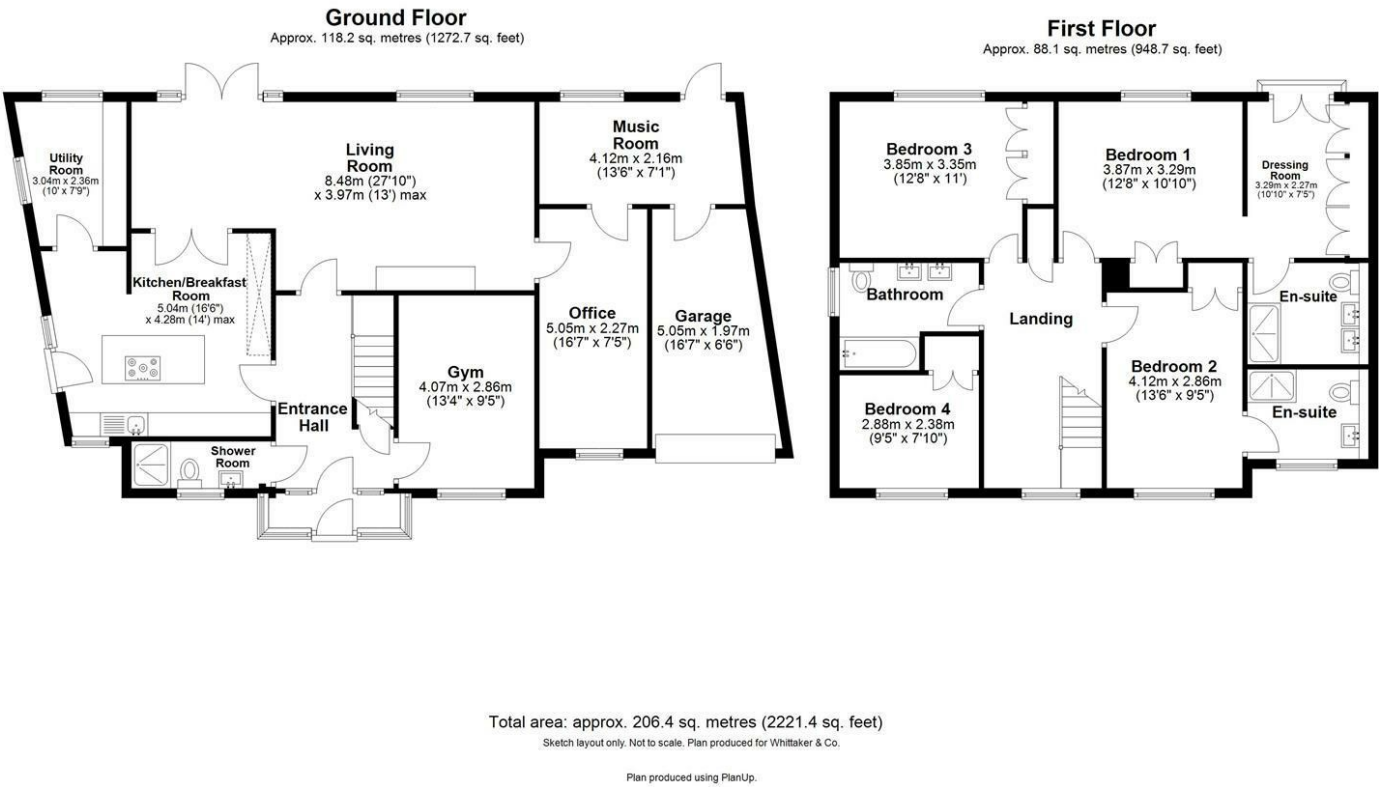 Ground Floor
Approx. 118.2 sq. metres (1272.7 sq. feet)
Utility
Room
3.04m x 2.36m
(10' x 7'9")
Living
Room
8.48m (27'10")
x 3.97m (13') max
Music
Room
4.12m x 2.16m
(13'6" x 7'1")
Kitchen/Breakfast
Room
5.04m (16'6")
x 4.28m (14') max
Office
5.05m x 2.27m
(16'7" x 7'5")
Garage
5.05m x 1.97m
(16'7" x 6'6")
Gym
4.07m x 2.86m
(13'4" x 9'5")
Entrance
Hall
Shower
Room
First Floor
Approx. 88.1 sq. metres (948.7 sq. feet)
Bedroom 3
3.85m x 3.35m
(12'8" x 11')
Bedroom 1
3.87m x 3.29m
(12'8" x 10'10")
Dressing
Room
3.29m x 2.27m
(10'10" x 7'5")
Bathroom
Landing
En-suite
Bedroom 2
4.12m x 2.86m
(13'6" x 9'5")
Bedroom 4
2.88m x 2.38m
(9'5" x 7'10")
En-suite
Total area: approx. 206.4 sq. metres (2221.4 sq. feet)
Sketch layout only. Not to scale. Plan produced for Whittaker & Co.
Plan produced using PlanUp.